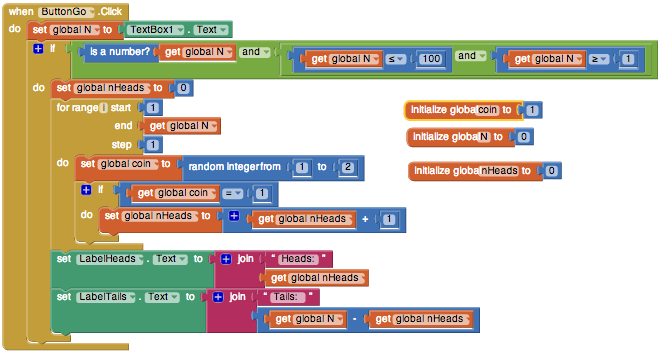 when ButtonGo .Click
do set global N to TextBox1 . Text
if is a number? get global N and get global N ≤ 100 and get global N ≥ 1
do set global nHeads to 0
for range i start 1
end get global N
step 1
do set global coin to random integer from 1 to 2
if get global coin = 1
do set global nHeads to get global nHeads + 1
set LabelHeads . Text to join " Heads: "
get global nHeads
set LabelTails . Text to join " Tails: "
get global N - get global nHeads
initialize global coin to 1
initialize global N to 0
initialize global nHeads to 0